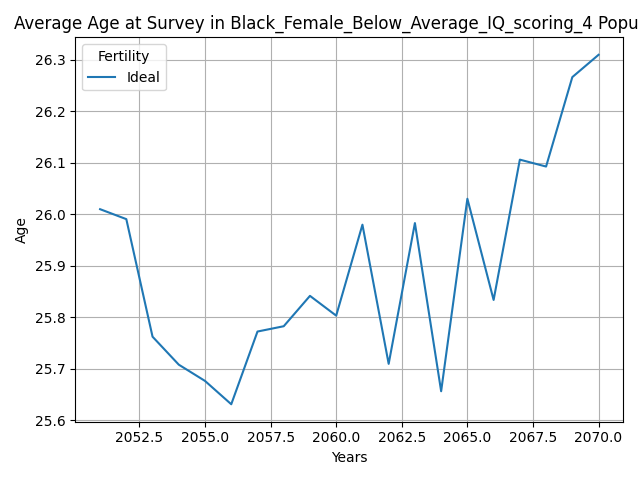 Average Age at Survey in Black_Female_Below_Average_IQ_scoring_4 Popu
Fertility
Ideal
26.3
26.2
26.1
26.0
25.9
25.8
25.7
25.6
Age
2052.5 2055.0 2057.5 2060.0 2062.5 2065.0 2067.5 2070.0
Years